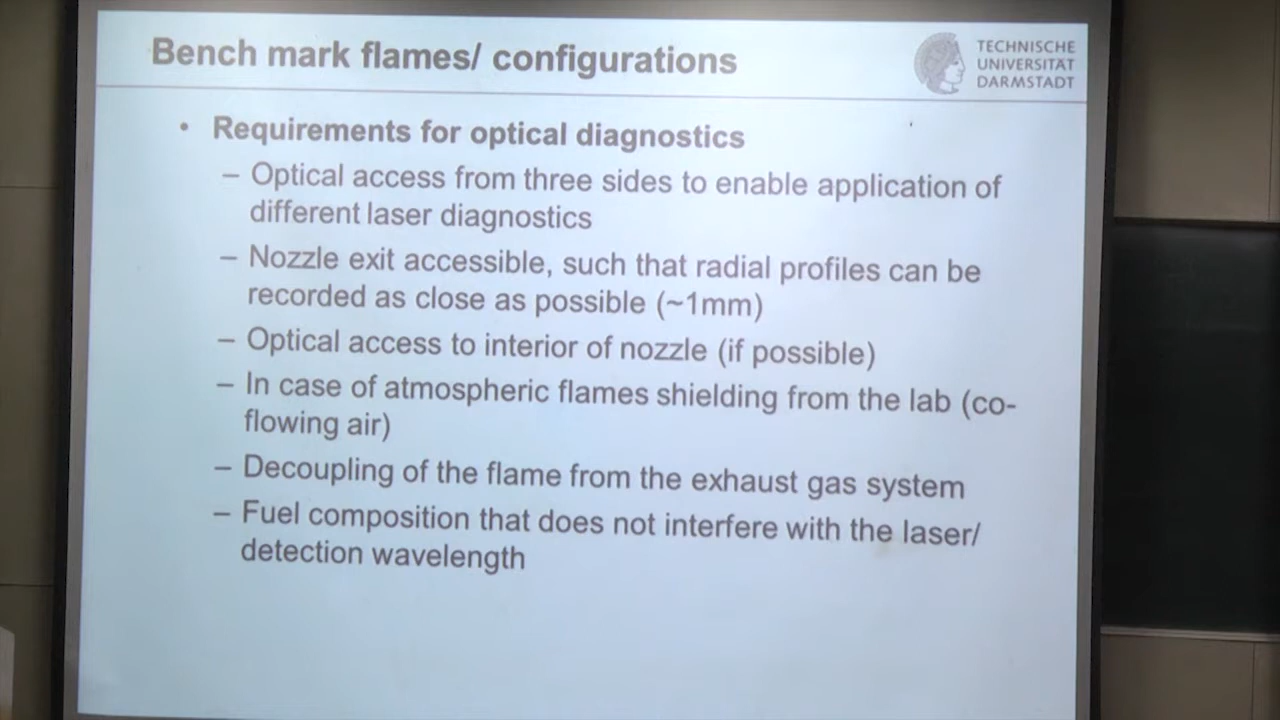 Bench mark flames/ configurations
TECHNISCHE
UNIVERSITÄT
DARMSTADT
• Requirements for optical diagnostics
– Optical access from three sides to enable application of
different laser diagnostics
– Nozzle exit accessible, such that radial profiles can be
recorded as close as possible (~1mm)
– Optical access to interior of nozzle (if possible)
– In case of atmospheric flames shielding from the lab (co-
flowing air)
– Decoupling of the flame from the exhaust gas system
– Fuel composition that does not interfere with the laser/
detection wavelength